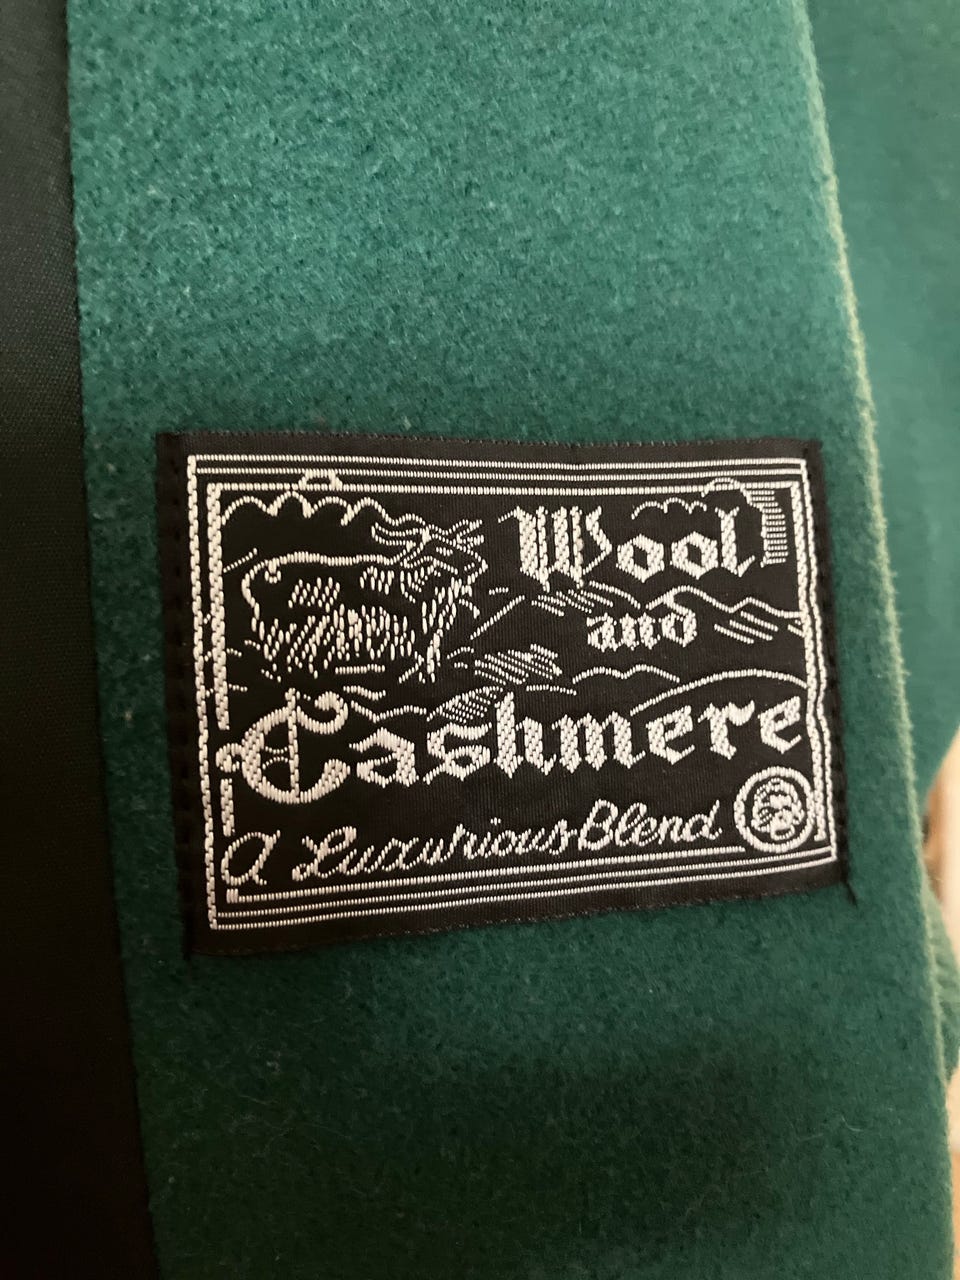 Wool
and
Cashmere
A Luxurious Blend